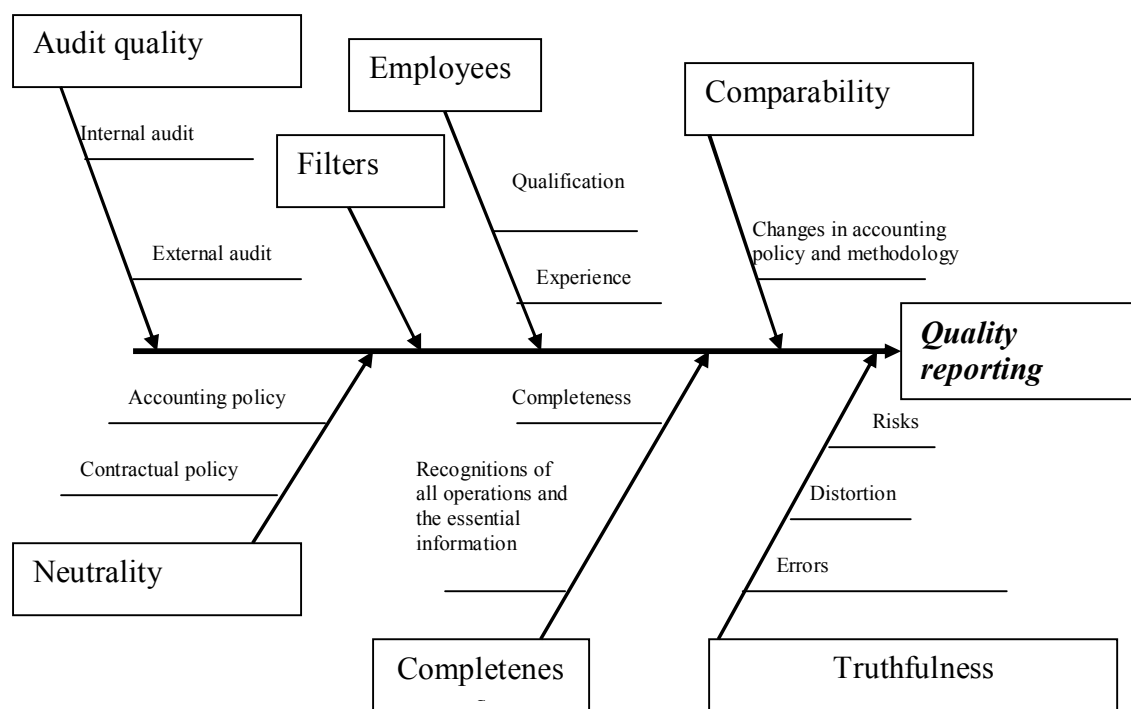 Audit quality
Employees
Comparability
Internal audit
Filters
Qualification
External audit
Experience
Changes in accounting
policy and methodology
Quality
reporting
Accounting policy
Completeness
Risks
Contractual policy
Recognitions of
all operations and
the essential
information
Distortion
Errors
Neutrality
Completenes
Truthfulness